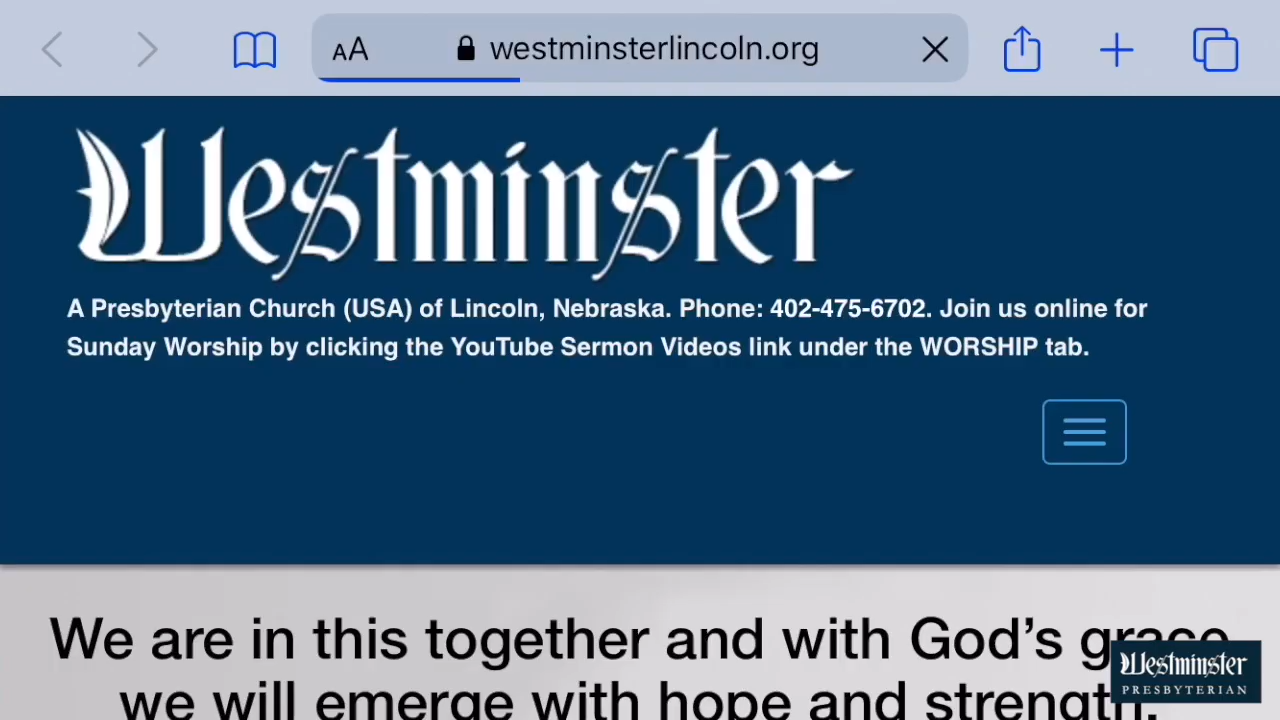 AA westminsterlincoln.org
Westminster
A Presbyterian Church (USA) of Lincoln, Nebraska. Phone: 402-475-6702. Join us online for
Sunday Worship by clicking the YouTube Sermon Videos link under the WORSHIP tab.
We are in this together and with God’s grace
we will emerge with hope and strength.
Westminster
PRESBYTERIAN